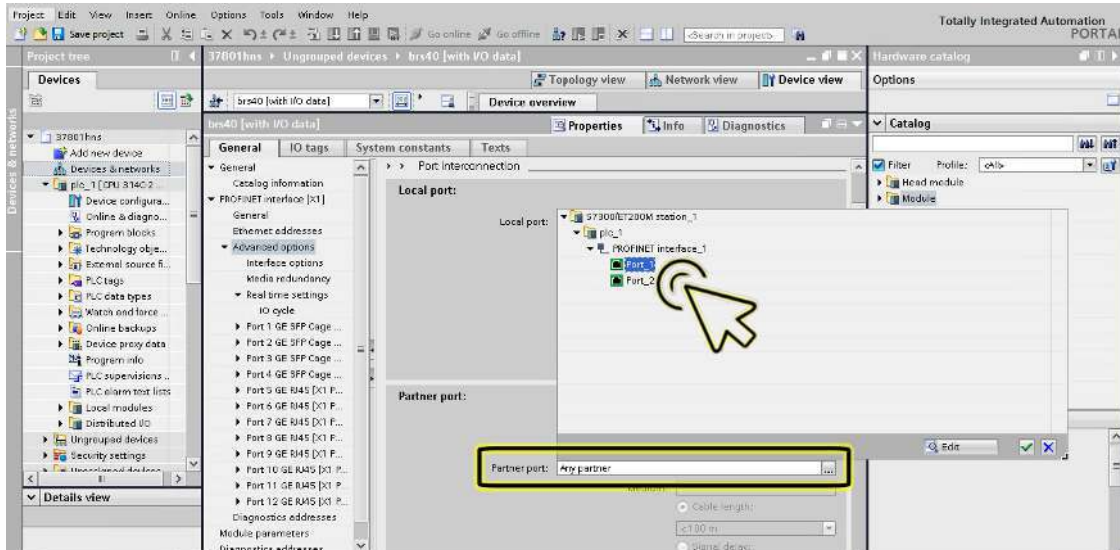 Project Edit View Insert Online Options Tools Window Help
Totally Integrated Automation
PORTAL
Save project
Go online
Go offline
<Search in project>
Project tree
37801hns › Ungrouped devices › brs40 [with I/O data]
Hardware catalog
Devices
Topology view
Network view
Device view
Options
brs40 [with I/O data]
Device overview
Devices & networks
brs40 [with I/O data]
Properties
Info
Diagnostics
Catalog
General
IO tags
System constants
Texts
37801hns
Add new device
Devices & networks
plc_1 [CPU 314C-2 ...
Device configura...
Online & diagno...
Program blocks
Technology obje...
External source fi...
PLC tags
PLC data types
Watch and force ...
Online backups
Device proxy data
Program info
PLC supervisions ...
PLC alarm text lists
Local modules
Distributed I/O
Ungrouped devices
Security settings
Unassigned devices
Details view
General
Catalog information
PROFINET interface [X1]
General
Ethernet addresses
Advanced options
Interface options
Media redundancy
Real time settings
IO cycle
Port 1 GE SFP Cage ...
Port 2 GE SFP Cage ...
Port 3 GE SFP Cage ...
Port 4 GE SFP Cage ...
Port 5 GE RJ45 [X1 P...
Port 6 GE RJ45 [X1 P...
Port 7 GE RJ45 [X1 P...
Port 8 GE RJ45 [X1 P...
Port 9 GE RJ45 [X1 P...
Port 10 GE RJ45 [X1 P...
Port 11 GE RJ45 [X1 P...
Port 12 GE RJ45 [X1 P...
Diagnostics addresses
Module parameters
Diagnostics addresses
› › Port interconnection
Local port:
Local port:
S7300/ET200M station_1
plc_1
PROFINET interface_1
Port_1
Port_2
Edit
Partner port:
Partner port: Any partner ...
Medium:
Cable length:
<100 m
Signal delay:
Filter Profile: <All>
Head module
Module